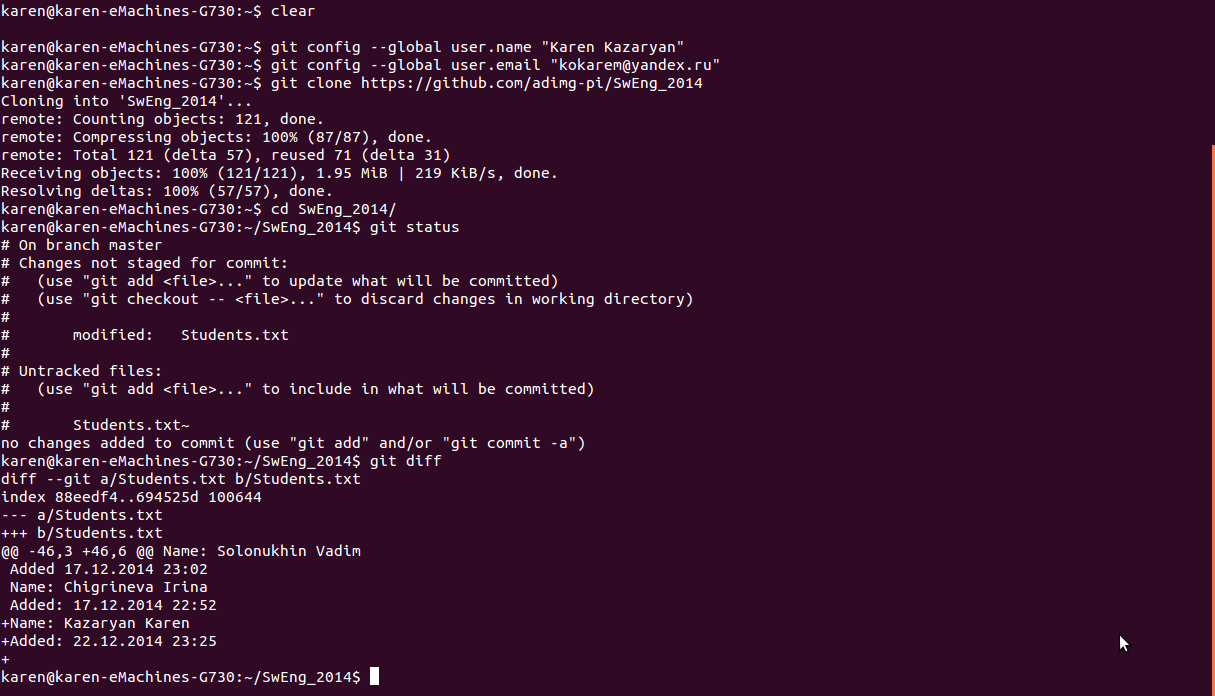 karen@karen-eMachines-G730:~$ clear
karen@karen-eMachines-G730:~$ git config --global user.name "Karen Kazaryan"
karen@karen-eMachines-G730:~$ git config --global user.email "kokarem@yandex.ru"
karen@karen-eMachines-G730:~$ git clone https://github.com/adimg-pi/SwEng_2014
Cloning into 'SwEng_2014'...
remote: Counting objects: 121, done.
remote: Compressing objects: 100% (87/87), done.
remote: Total 121 (delta 57), reused 71 (delta 31)
Receiving objects: 100% (121/121), 1.95 MiB | 219 KiB/s, done.
Resolving deltas: 100% (57/57), done.
karen@karen-eMachines-G730:~$ cd SwEng_2014/
karen@karen-eMachines-G730:~/SwEng_2014$ git status
# On branch master
# Changes not staged for commit:
#   (use "git add <file>..." to update what will be committed)
#   (use "git checkout -- <file>..." to discard changes in working directory)
#
#       modified:   Students.txt
#
# Untracked files:
#   (use "git add <file>..." to include in what will be committed)
#
#       Students.txt~
no changes added to commit (use "git add" and/or "git commit -a")
karen@karen-eMachines-G730:~/SwEng_2014$ git diff
diff --git a/Students.txt b/Students.txt
index 88eedf4..694525d 100644
--- a/Students.txt
+++ b/Students.txt
@@ -46,3 +46,6 @@ Name: Solonukhin Vadim
 Added 17.12.2014 23:02
 Name: Chigrineva Irina
 Added: 17.12.2014 22:52
+Name: Kazaryan Karen
+Added: 22.12.2014 23:25
+
karen@karen-eMachines-G730:~/SwEng_2014$